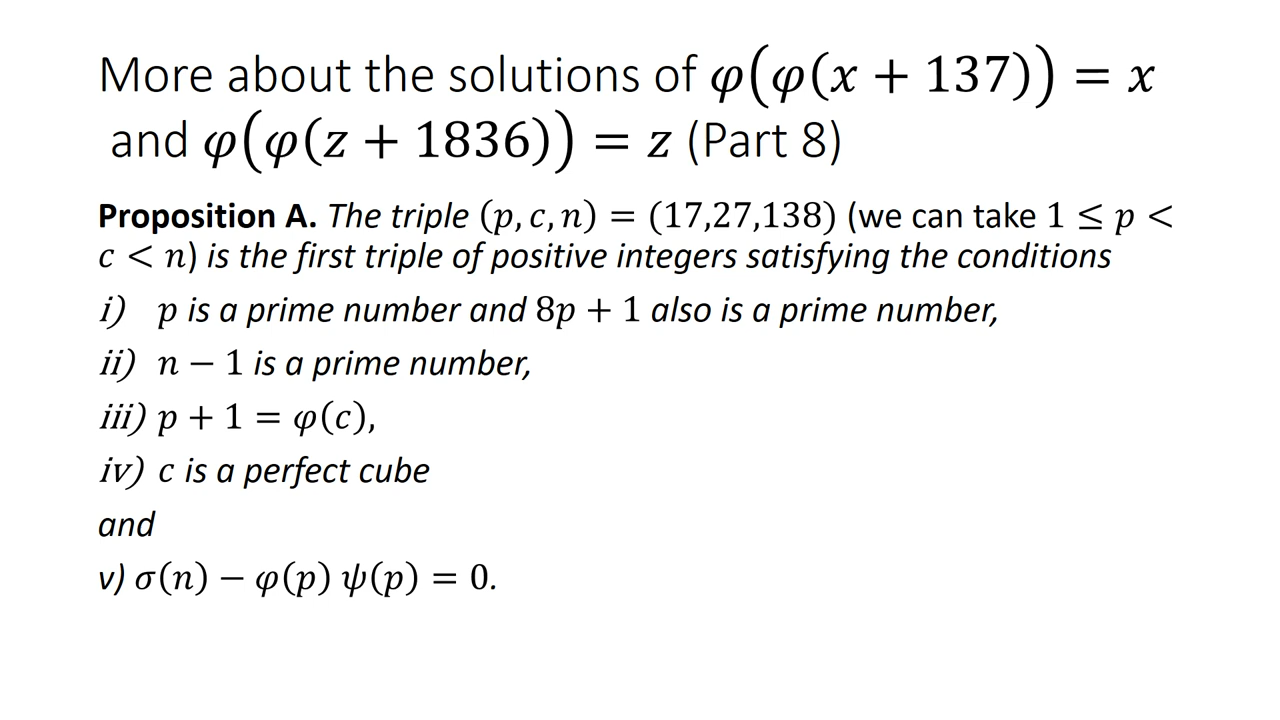 More about the solutions of φ(φ(x + 137)) = x
and φ(φ(z + 1836)) = z (Part 8)
Proposition A. The triple (p, c, n) = (17,27,138) (we can take 1 ≤ p <
c < n) is the first triple of positive integers satisfying the conditions
i) p is a prime number and 8p + 1 also is a prime number,
ii) n − 1 is a prime number,
iii) p + 1 = φ(c),
iv) c is a perfect cube
and
v) σ(n) − φ(p) ψ(p) = 0.